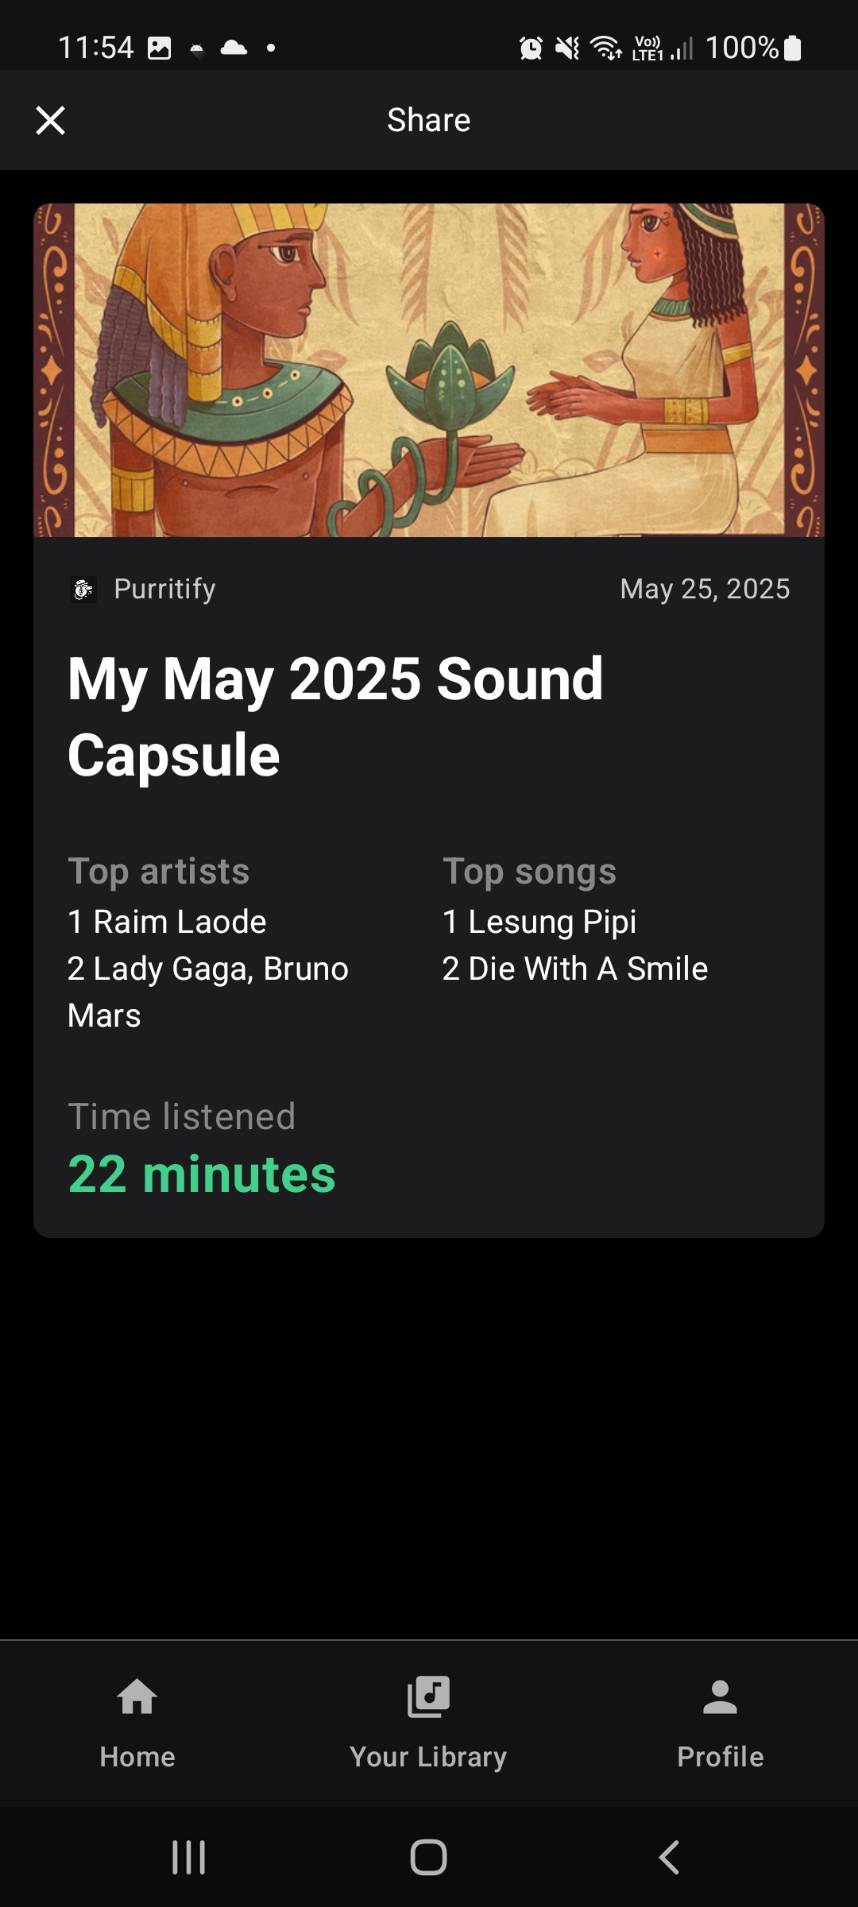 11:54
Vo))
LTE1
100%
Share
Purritify
May 25, 2025
My May 2025 Sound
Capsule
Top artists
1 Raim Laode
2 Lady Gaga, Bruno
Mars
Top songs
1 Lesung Pipi
2 Die With A Smile
Time listened
22 minutes
Home
Your Library
Profile